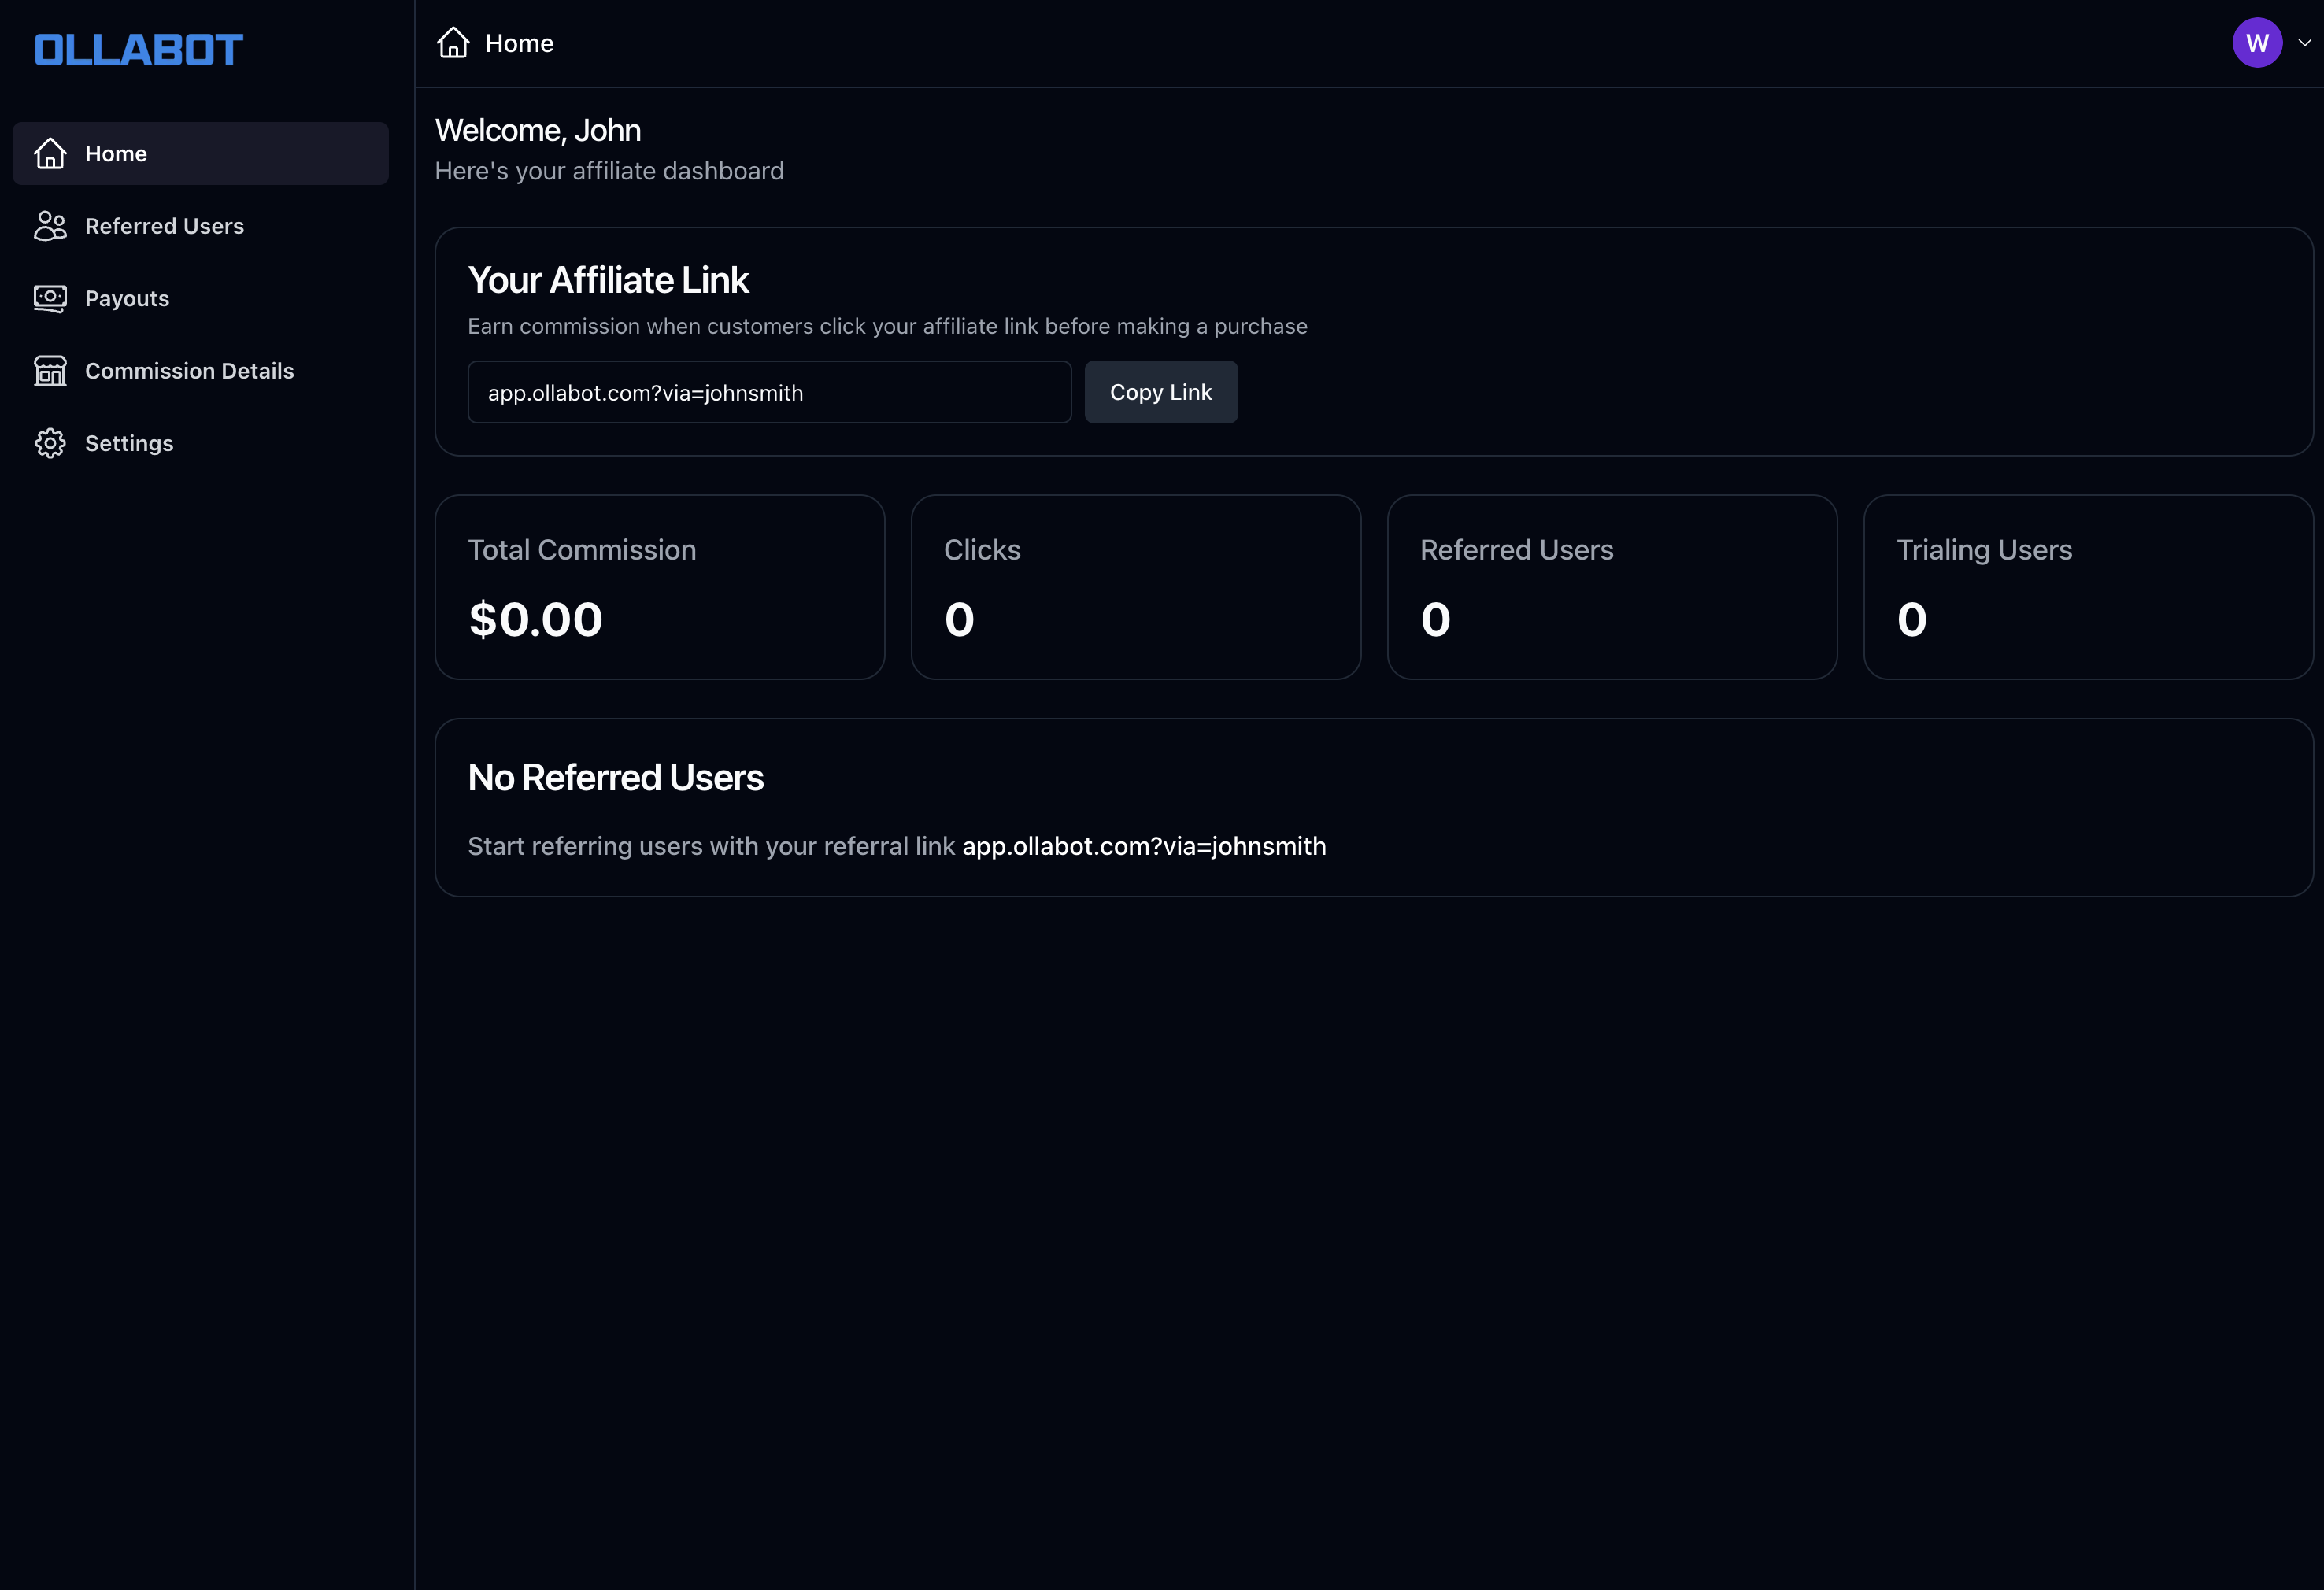 OLLABOT
Home
Referred Users
Payouts
Commission Details
Settings
Home
W
Welcome, John
Here's your affiliate dashboard
Your Affiliate Link
Earn commission when customers click your affiliate link before making a purchase
app.ollabot.com?via=johnsmith
Copy Link
Total Commission
$0.00
Clicks
0
Referred Users
0
Trialing Users
0
No Referred Users
Start referring users with your referral link app.ollabot.com?via=johnsmith